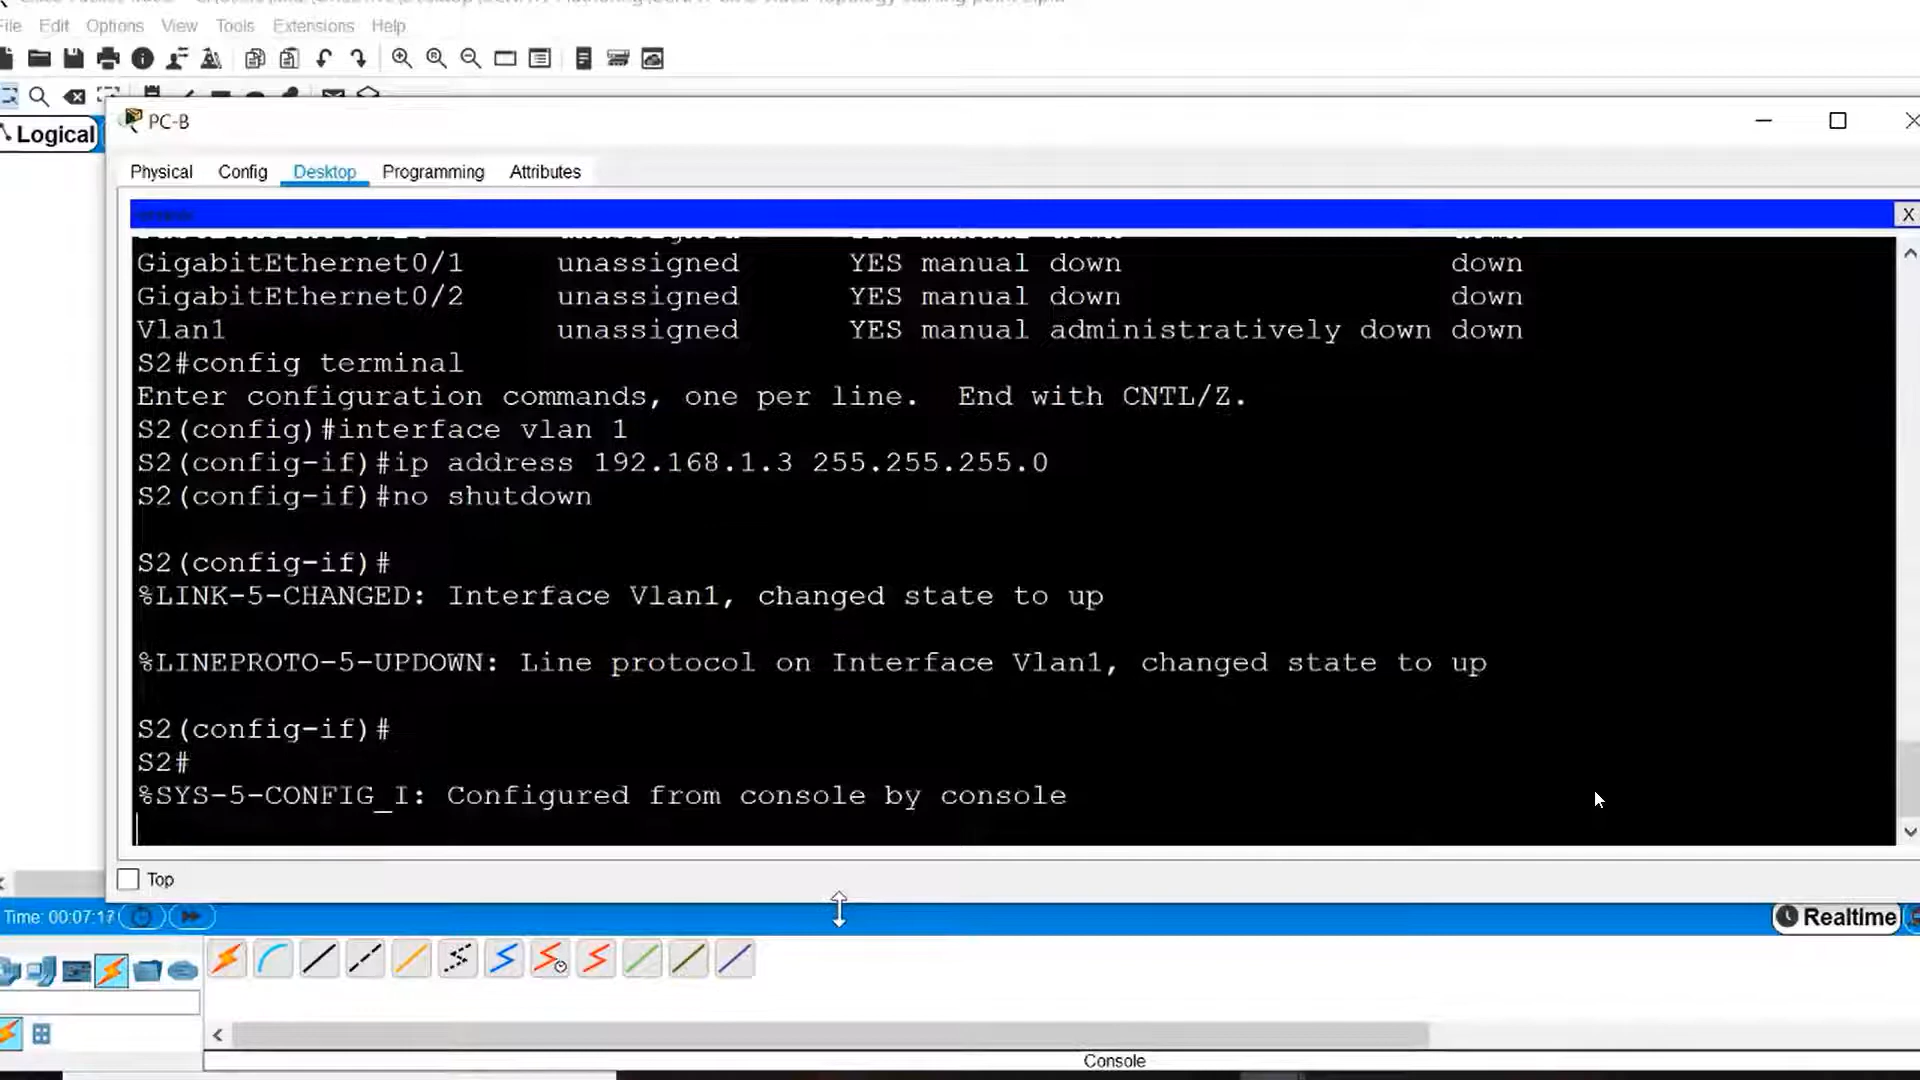 File Edit Options View Tools Extensions Help
Logical
PC-B
Physical Config Desktop Programming Attributes
X
GigabitEthernet0/1 unassigned YES manual down down
GigabitEthernet0/2 unassigned YES manual down down
Vlan1 unassigned YES manual administratively down down
S2#config terminal
Enter configuration commands, one per line. End with CNTL/Z.
S2(config)#interface vlan 1
S2(config-if)#ip address 192.168.1.3 255.255.255.0
S2(config-if)#no shutdown
S2(config-if)#
%LINK-5-CHANGED: Interface Vlan1, changed state to up
%LINEPROTO-5-UPDOWN: Line protocol on Interface Vlan1, changed state to up
S2(config-if)#
S2#
%SYS-5-CONFIG_I: Configured from console by console
Top
Time: 00:07:17
Realtime
Console